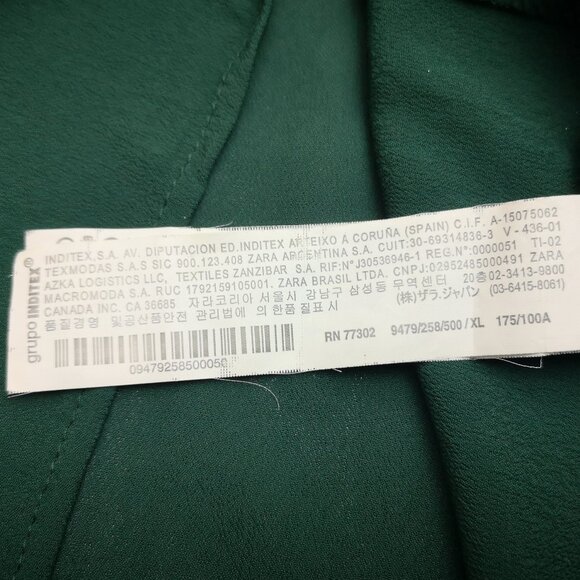 grupo INDITEX®
INDITEX,S.A. AV. DIPUTACION ED.INDITEX ARTEIXO A CORUÑA (SPAIN) C.I.F. A-15075062
TEXMODAS S.A.S SIC 900.123.408 ZARA ARGENTINA S.A. CUIT:30-69314836-3 V - 436-01
AZKA LOGISTICS LLC, TEXTILES ZANZIBAR S.A. RIF:NºJ30536946-1 REG.Nº:0000051 TI-02
MACROMODA S.A. RUC 1792159105001. ZARA BRASIL LTDA. CNPJ:02952485000491 20층02-3413-9800
CANADA INC. CA 36685 자라코리아 서울시 강남구 삼성동 무역센터 (株)ザラ.ジャパン (03-6415-8061)
품질경영 및공산품안전 관리법에 의한품질표시
RN 77302 9479/258/500/XL 175/100A